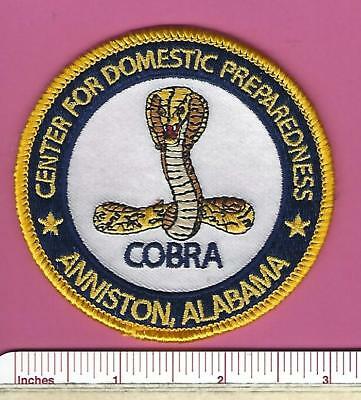 CENTER FOR DOMESTIC PREPAREDNESS
COBRA
ANNISTON, ALABAMA
Inches 1 2 3